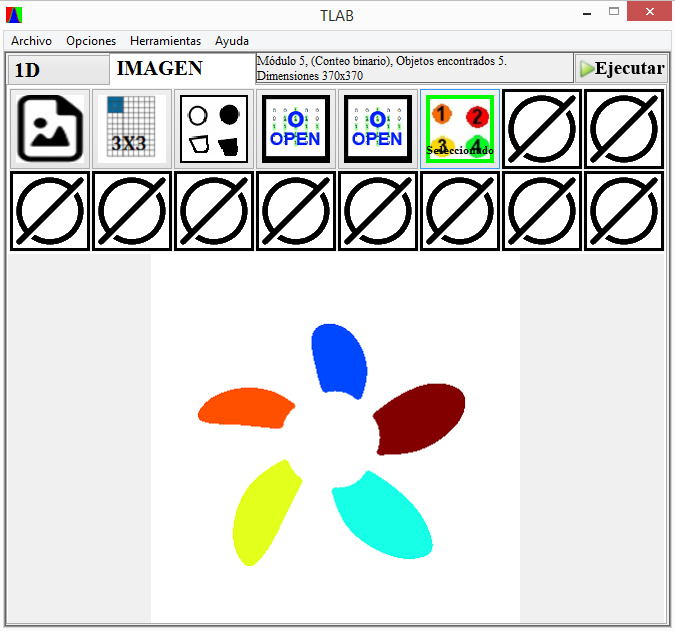 TLAB
Archivo Opciones Herramientas Ayuda
1D IMAGEN
Módulo 5, (Conteo binario), Objetos encontrados 5.
Dimensiones 370x370
Ejecutar
3X3
O
OPEN
O
OPEN
1 2
3 4
Seleccionado